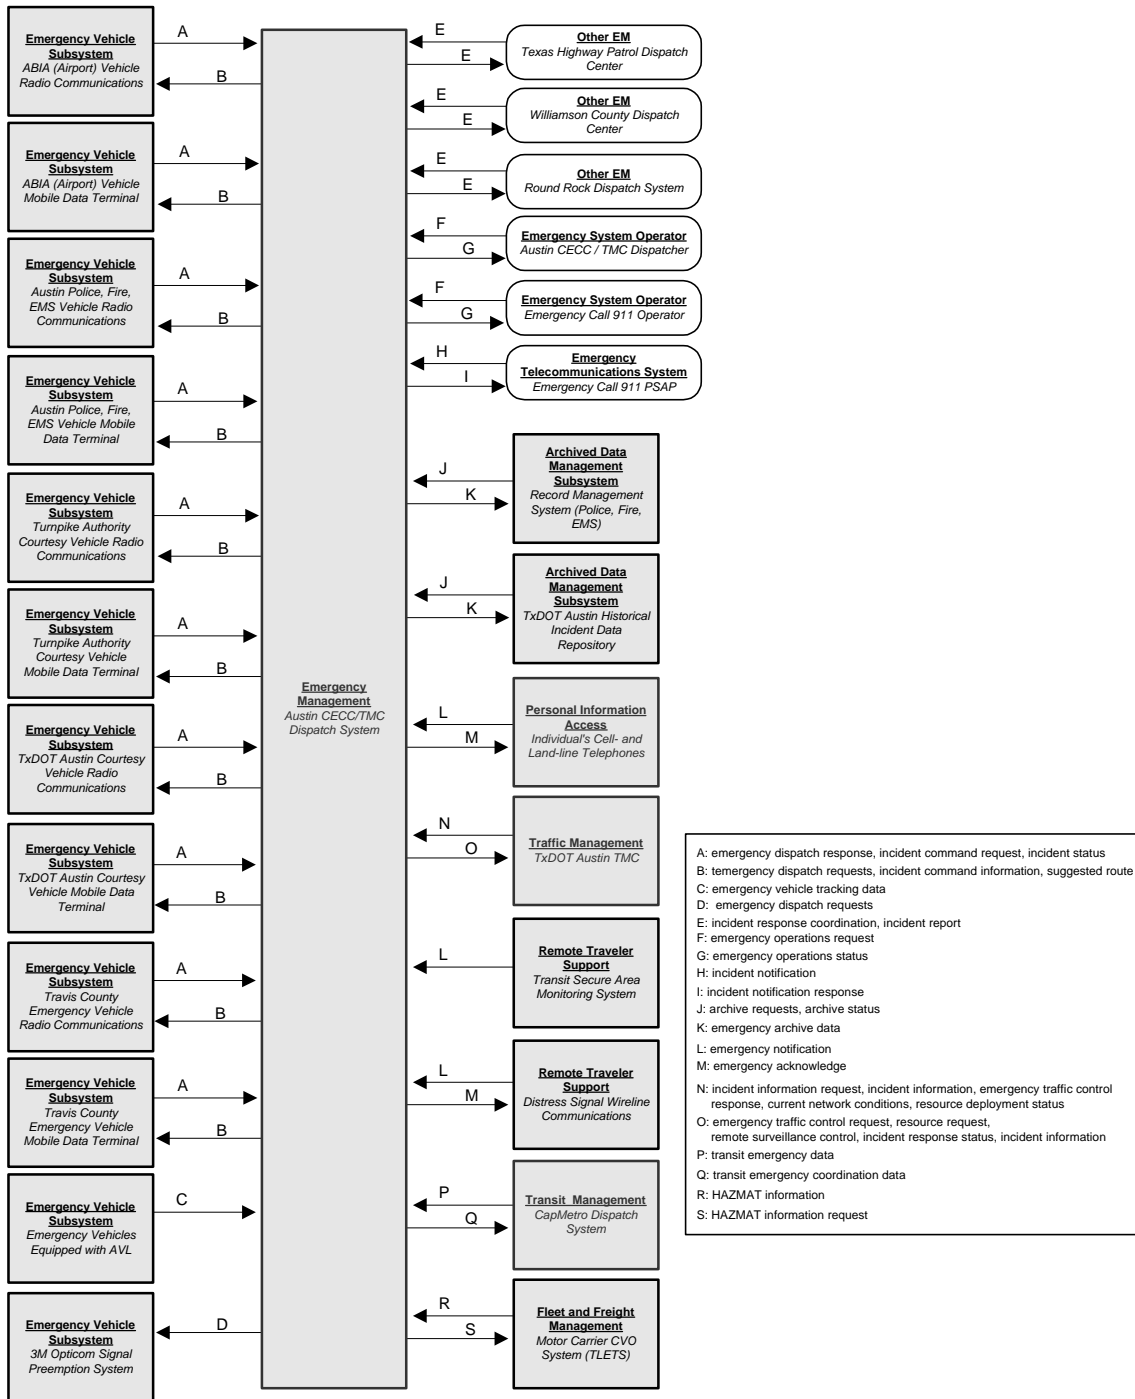 Emergency Vehicle
Subsystem
ABIA (Airport) Vehicle
Radio Communications
A
B
Emergency Vehicle
Subsystem
ABIA (Airport) Vehicle
Mobile Data Terminal
A
B
Emergency Vehicle
Subsystem
Austin Police, Fire,
EMS Vehicle Radio
Communications
A
B
Emergency Vehicle
Subsystem
Austin Police, Fire,
EMS Vehicle Mobile
Data Terminal
A
B
Emergency Vehicle
Subsystem
Turnpike Authority
Courtesy Vehicle Radio
Communications
A
B
Emergency Vehicle
Subsystem
Turnpike Authority
Courtesy Vehicle
Mobile Data Terminal
A
B
Emergency Vehicle
Subsystem
TxDOT Austin Courtesy
Vehicle Radio
Communications
A
B
Emergency Vehicle
Subsystem
TxDOT Austin Courtesy
Vehicle Mobile Data
Terminal
A
B
Emergency Vehicle
Subsystem
Travis County
Emergency Vehicle
Radio Communications
A
B
Emergency Vehicle
Subsystem
Travis County
Emergency Vehicle
Mobile Data Terminal
A
B
Emergency Vehicle
Subsystem
Emergency Vehicles
Equipped with AVL
C
Emergency Vehicle
Subsystem
3M Opticom Signal
Preemption System
D
Emergency
Management
Austin CECC/TMC
Dispatch System
E
E
Other EM
Texas Highway Patrol Dispatch
Center
E
E
Other EM
Williamson County Dispatch
Center
E
E
Other EM
Round Rock Dispatch System
F
G
Emergency System Operator
Austin CECC / TMC Dispatcher
F
G
Emergency System Operator
Emergency Call 911 Operator
H
I
Emergency
Telecommunications System
Emergency Call 911 PSAP
J
K
Archived Data
Management
Subsystem
Record Management
System (Police, Fire,
EMS)
J
K
Archived Data
Management
Subsystem
TxDOT Austin Historical
Incident Data
Repository
L
M
Personal Information
Access
Individual's Cell- and
Land-line Telephones
N
O
Traffic Management
TxDOT Austin TMC
L
Remote Traveler
Support
Transit Secure Area
Monitoring System
L
M
Remote Traveler
Support
Distress Signal Wireline
Communications
P
Q
Transit Management
CapMetro Dispatch
System
R
S
Fleet and Freight
Management
Motor Carrier CVO
System (TLETS)
A: emergency dispatch response, incident command request, incident status
B: temergency dispatch requests, incident command information, suggested route
C: emergency vehicle tracking data
D: emergency dispatch requests
E: incident response coordination, incident report
F: emergency operations request
G: emergency operations status
H: incident notification
I: incident notification response
J: archive requests, archive status
K: emergency archive data
L: emergency notification
M: emergency acknowledge
N: incident information request, incident information, emergency traffic control
response, current network conditions, resource deployment status
O: emergency traffic control request, resource request,
remote surveillance control, incident response status, incident information
P: transit emergency data
Q: transit emergency coordination data
R: HAZMAT information
S: HAZMAT information request